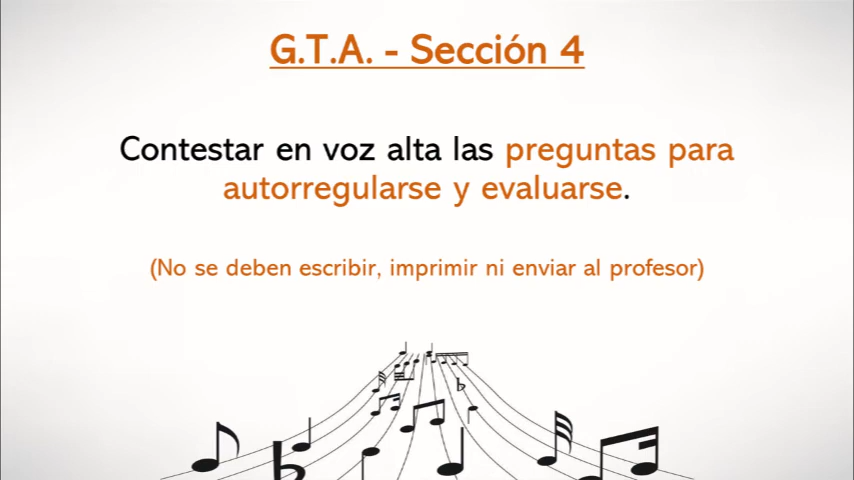 G.T.A. - Sección 4
Contestar en voz alta las preguntas para
autorregularse y evaluarse.
(No se deben escribir, imprimir ni enviar al profesor)